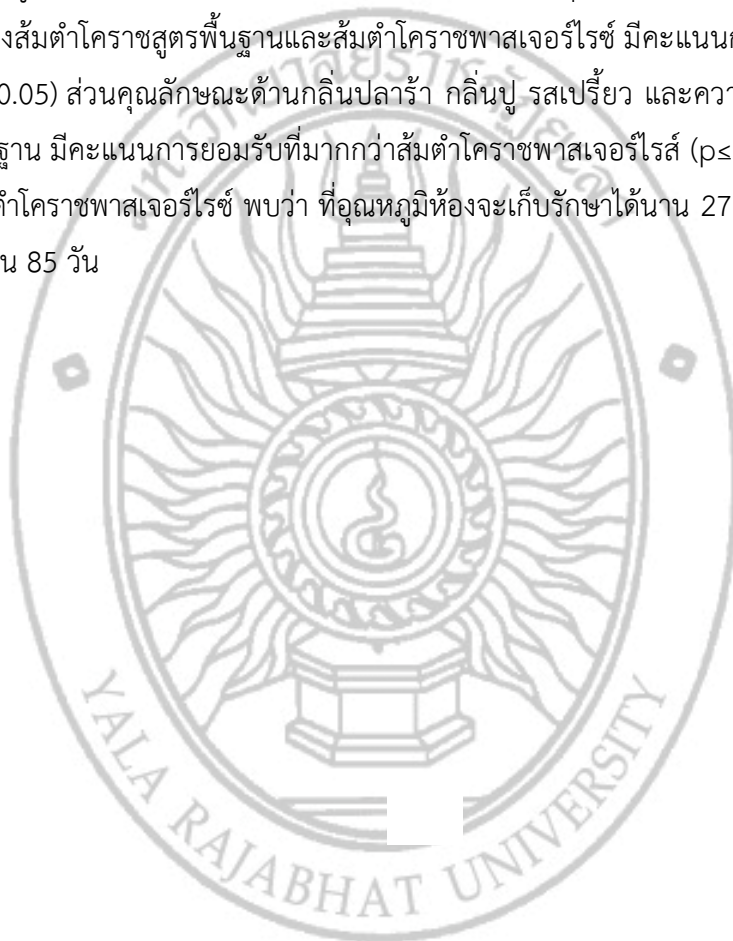 งส้มตำโคราชสูตรพื้นฐานและส้มตำโคราชพาสเจอร์ไรซ์ มีคะแนนก
0.05) ส่วนคุณลักษณะด้านกลิ่นปลาร้า กลิ่นปู รสเปรี้ยว และควา
ฐาน มีคะแนนการยอมรับที่มากกว่าส้มตำโคราชพาสเจอร์ไรส์ (p≤
ตำโคราชพาสเจอร์ไรซ์ พบว่า ที่อุณหภูมิห้องจะเก็บรักษาได้นาน 27
น 85 วัน
YALA RAJABHAT UNIVERSITY